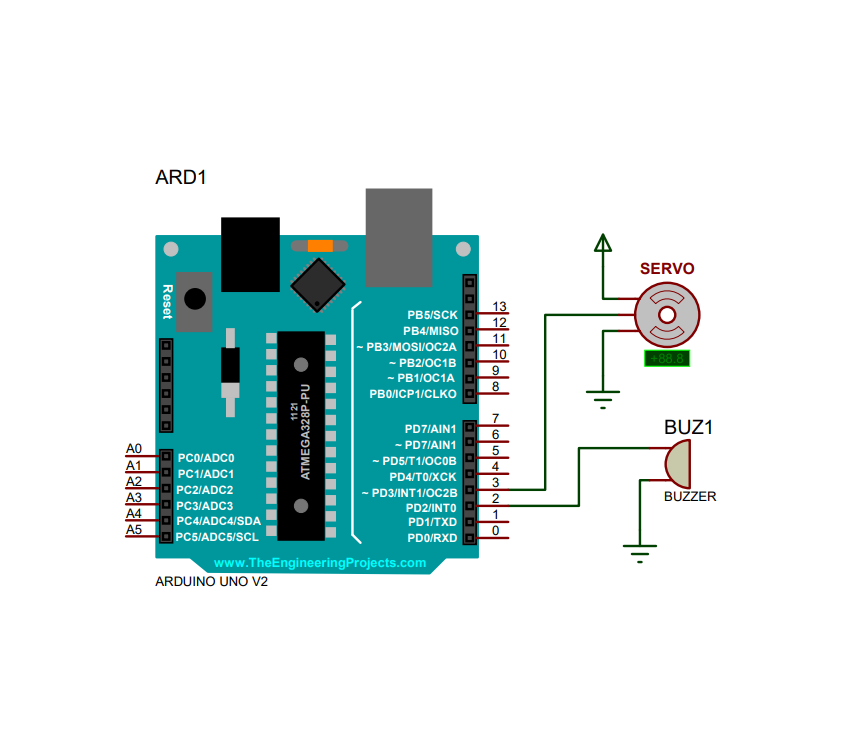 ARD1
Reset
1121
ATMEGA328P-PU
PB5/SCK 13
PB4/MISO 12
~ PB3/MOSI/OC2A 11
~ PB2/OC1B 10
~ PB1/OC1A 9
PB0/ICP1/CLKO 8
PD7/AIN1 7
~ PD7/AIN1 6
~ PD5/T1/OC0B 5
PD4/T0/XCK 4
~ PD3/INT1/OC2B 3
PD2/INT0 2
PD1/TXD 1
PD0/RXD 0
A0 PC0/ADC0
A1 PC1/ADC1
A2 PC2/ADC2
A3 PC3/ADC3
A4 PC4/ADC4/SDA
A5 PC5/ADC5/SCL
www.TheEngineeringProjects.com
ARDUINO UNO V2
SERVO
+88.8
BUZ1
BUZZER